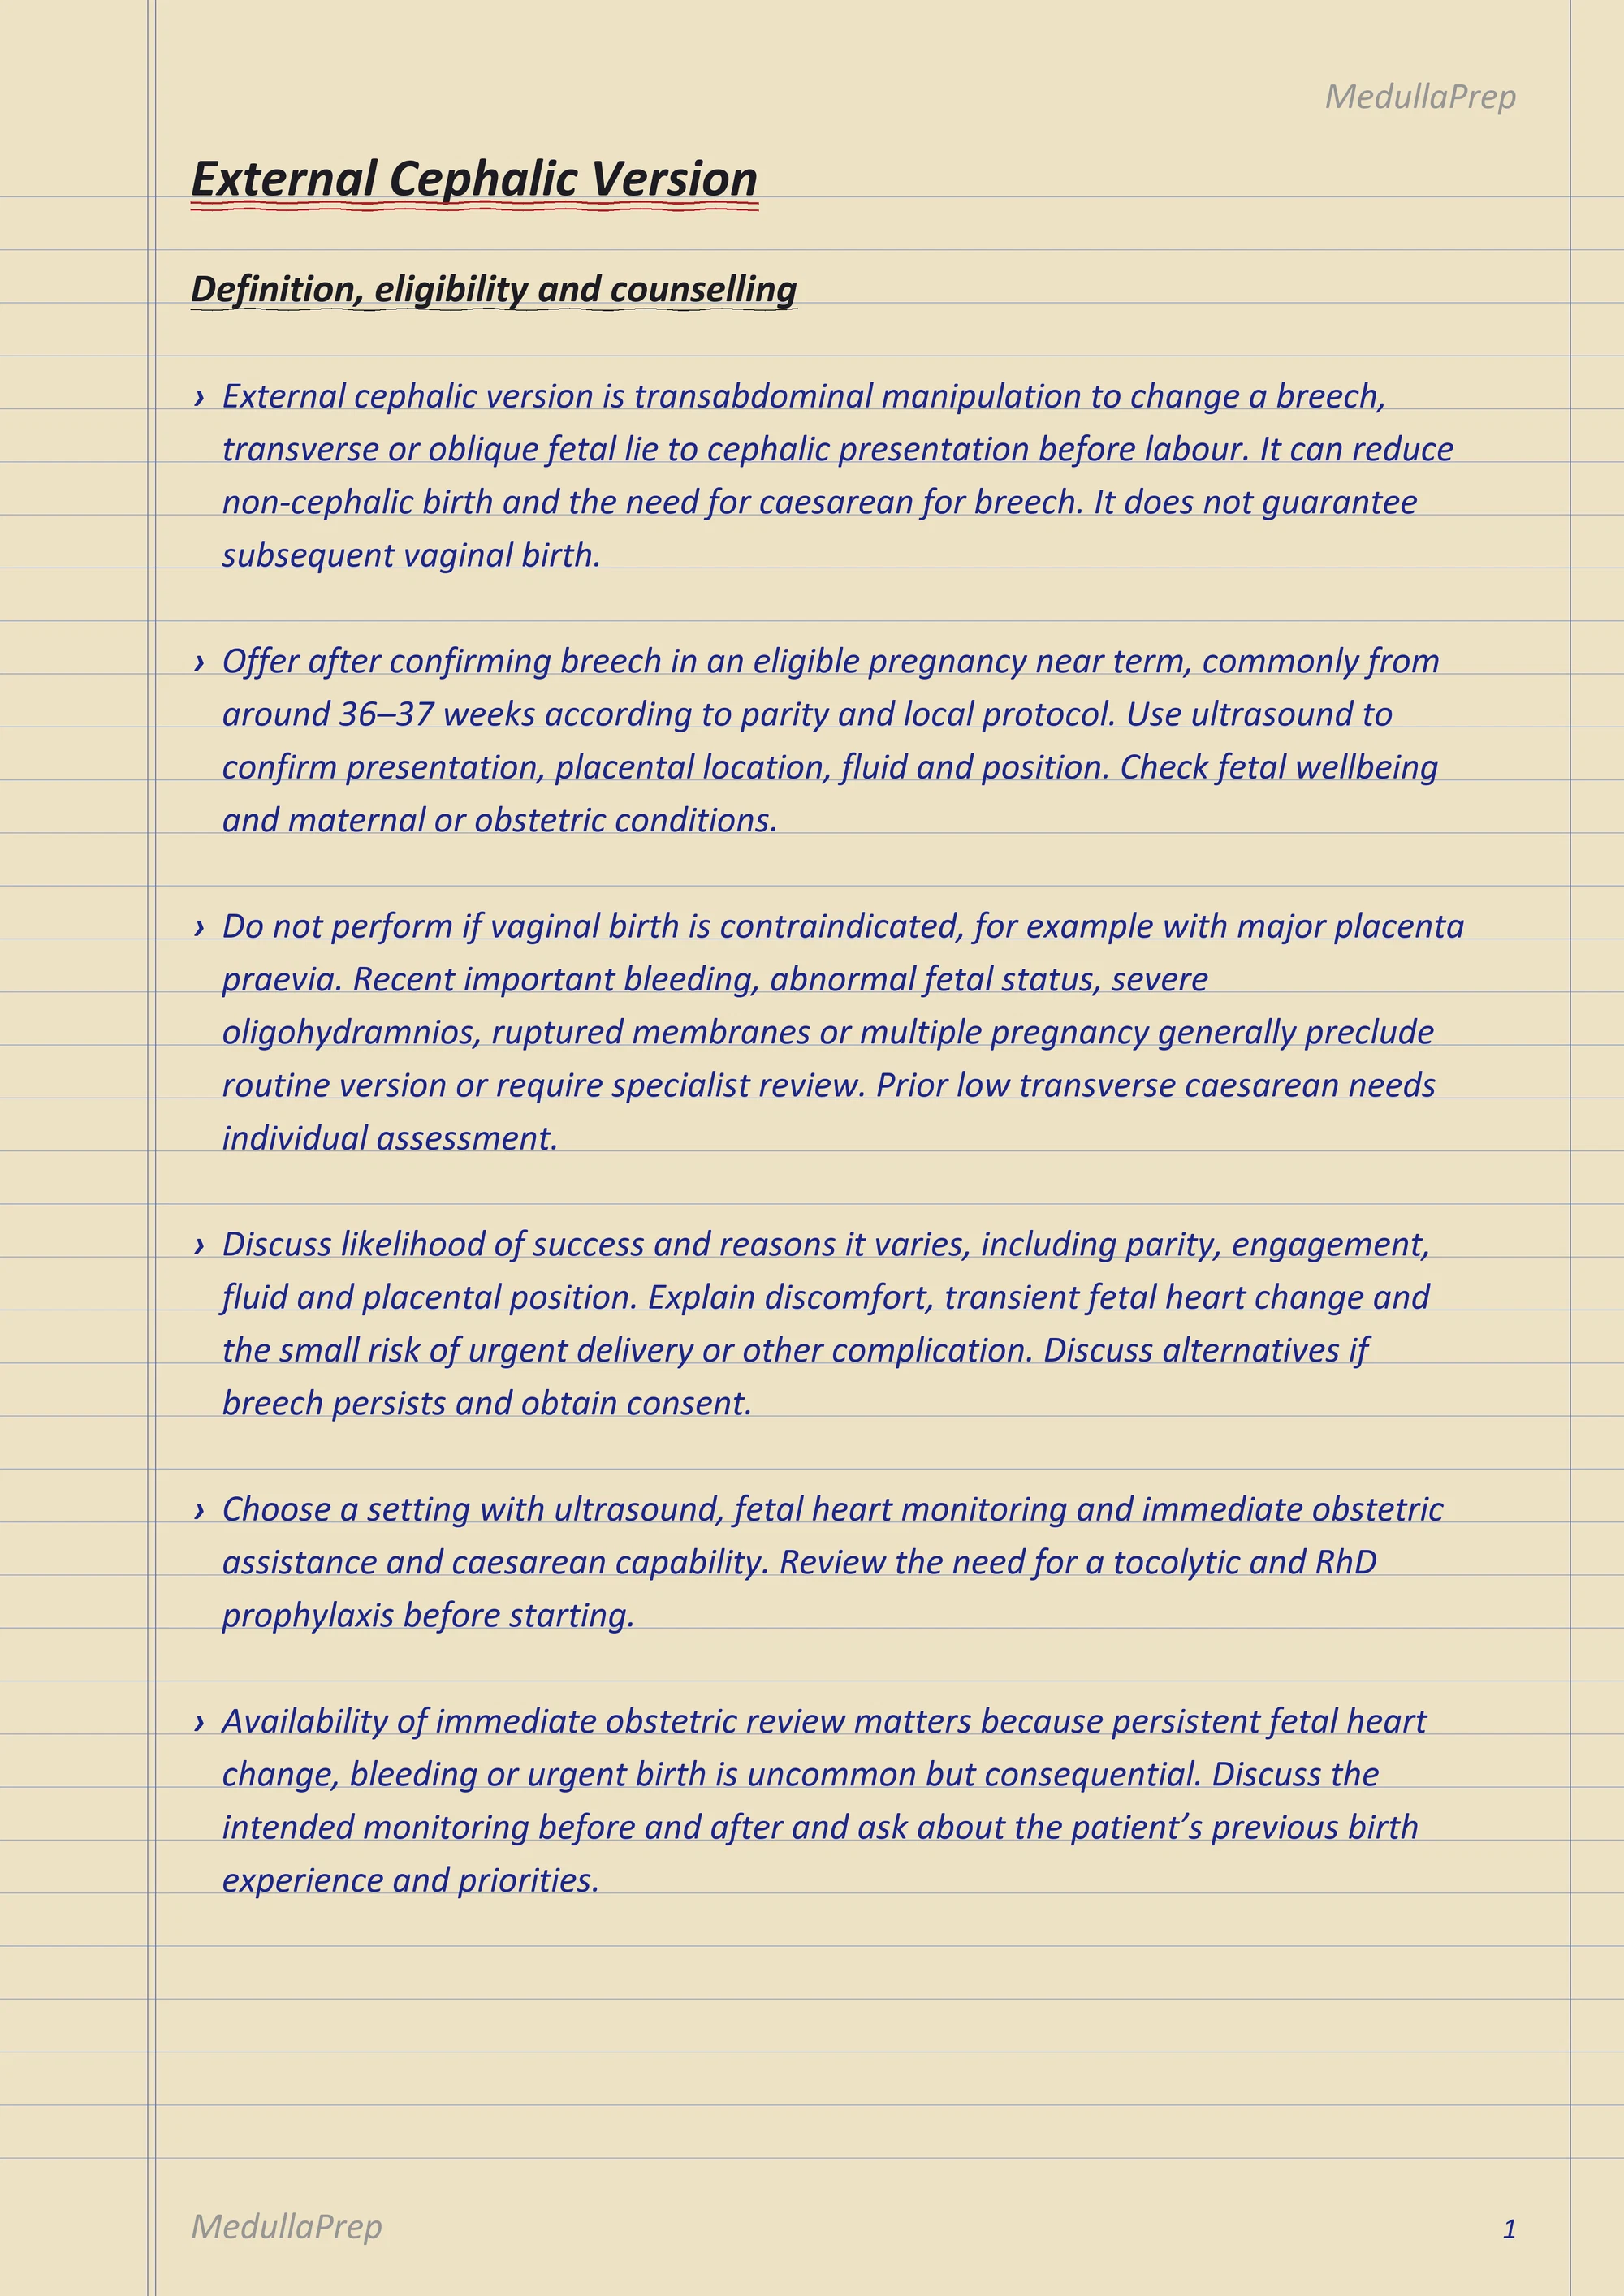 MedullaPrep
External Cephalic Version
Definition, eligibility and counselling
› External cephalic version is transabdominal manipulation to change a breech,
transverse or oblique fetal lie to cephalic presentation before labour. It can reduce
non-cephalic birth and the need for caesarean for breech. It does not guarantee
subsequent vaginal birth.
› Offer after confirming breech in an eligible pregnancy near term, commonly from
around 36–37 weeks according to parity and local protocol. Use ultrasound to
confirm presentation, placental location, fluid and position. Check fetal wellbeing
and maternal or obstetric conditions.
› Do not perform if vaginal birth is contraindicated, for example with major placenta
praevia. Recent important bleeding, abnormal fetal status, severe
oligohydramnios, ruptured membranes or multiple pregnancy generally preclude
routine version or require specialist review. Prior low transverse caesarean needs
individual assessment.
› Discuss likelihood of success and reasons it varies, including parity, engagement,
fluid and placental position. Explain discomfort, transient fetal heart change and
the small risk of urgent delivery or other complication. Discuss alternatives if
breech persists and obtain consent.
› Choose a setting with ultrasound, fetal heart monitoring and immediate obstetric
assistance and caesarean capability. Review the need for a tocolytic and RhD
prophylaxis before starting.
› Availability of immediate obstetric review matters because persistent fetal heart
change, bleeding or urgent birth is uncommon but consequential. Discuss the
intended monitoring before and after and ask about the patient’s previous birth
experience and priorities.
MedullaPrep
1